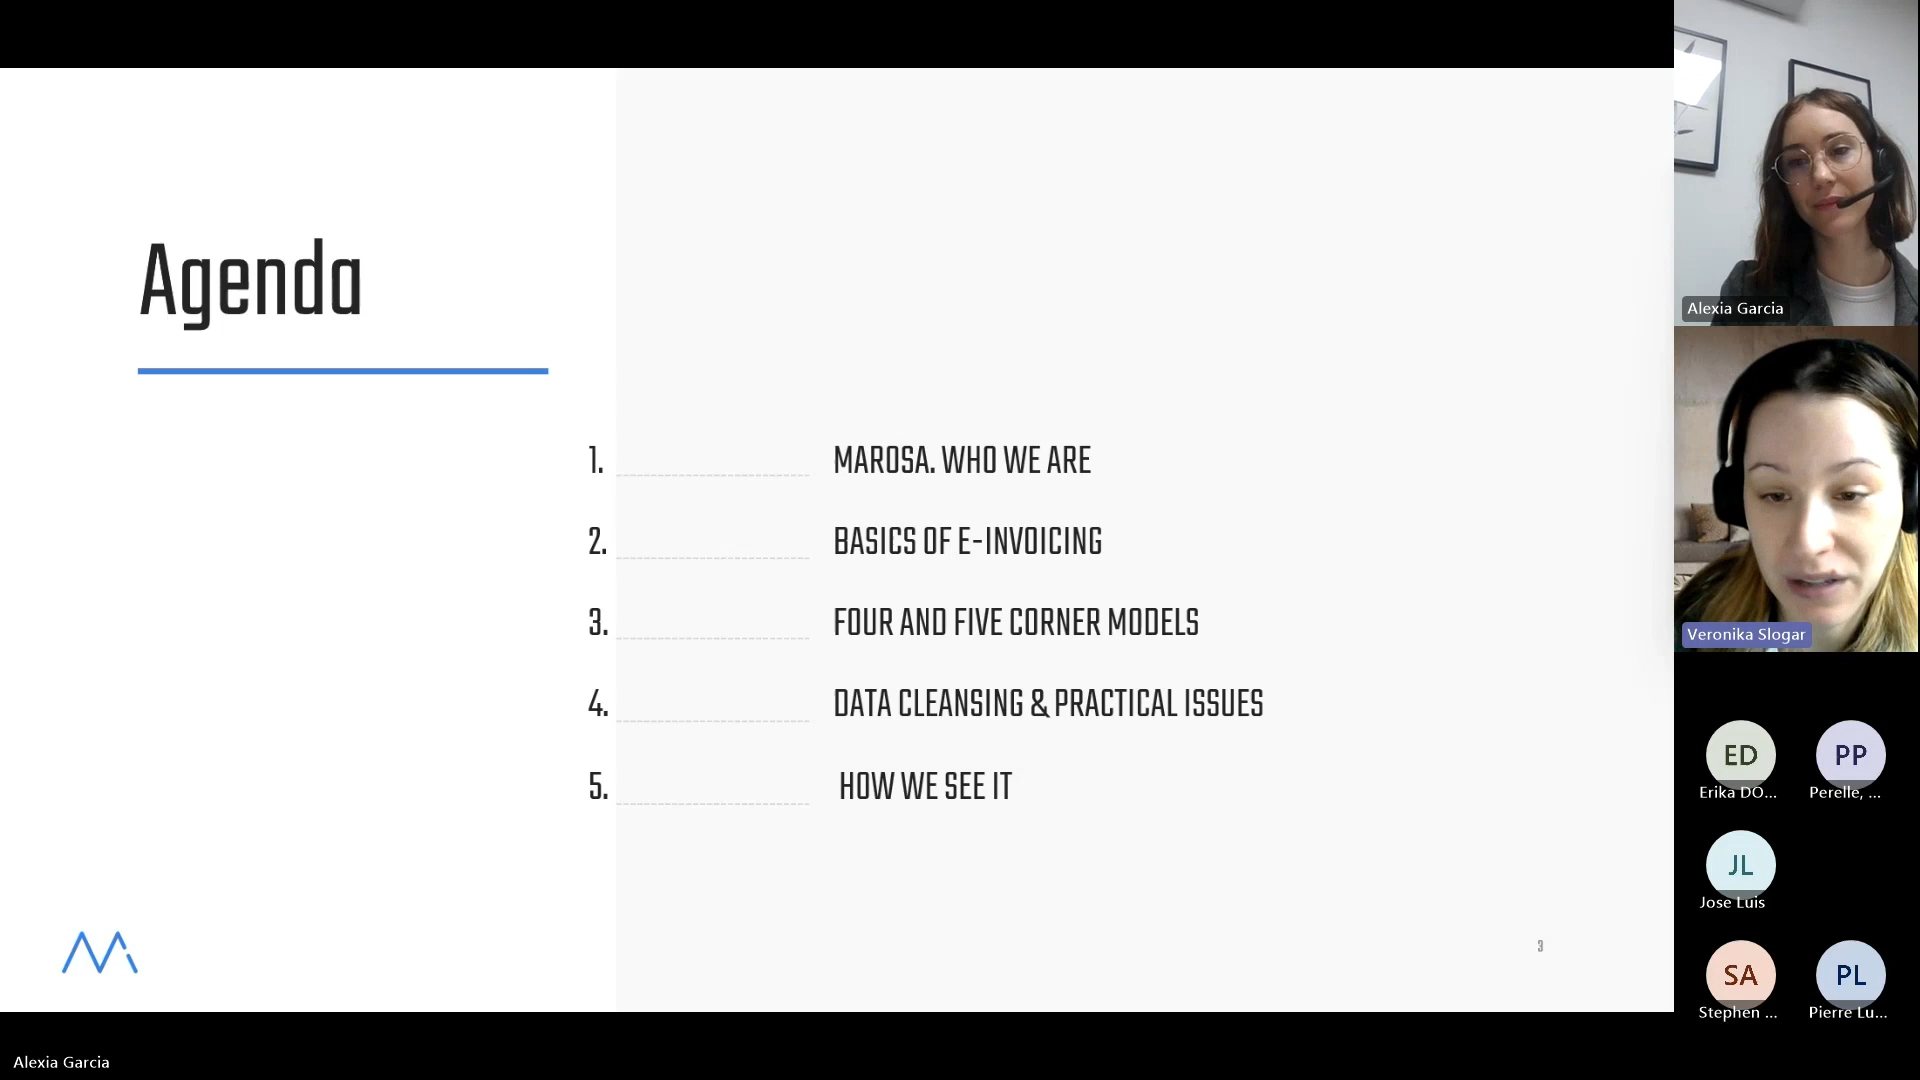 Agenda
1. MAROSA. WHO WE ARE
2. BASICS OF E-INVOICING
3. FOUR AND FIVE CORNER MODELS
4. DATA CLEANSING & PRACTICAL ISSUES
5. HOW WE SEE IT
3
Alexia Garcia
Veronika Slogar
ED
Erika DO...
PP
Perelle, ...
JL
Jose Luis
SA
Stephen ...
PL
Pierre Lu...
Alexia Garcia